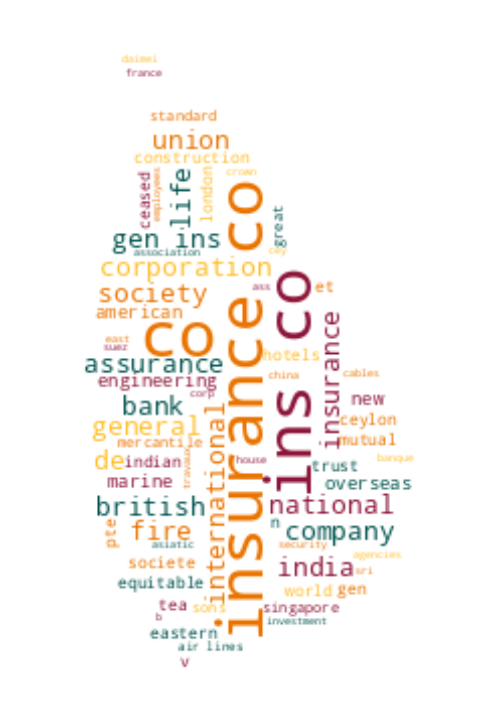 daimei
france
standard
union
construction
crown
ceased
employees
life
london
insurance co
great
gen ins
association
cey
corporation
ins co
ass
et
society
american
co
insurance
east
suez
hotels
assurance
china
cables
engineering
corp
new
bank
international
ceylon
general
mercantile
mutual
de
indian
travaux
house
banque
trust
marine
overseas
british
national
pte
fire
n
company
asiatic
security
agencies
societe
india
sri
equitable
world
gen
tea
sons
singapore
b
investment
eastern
air lines
v